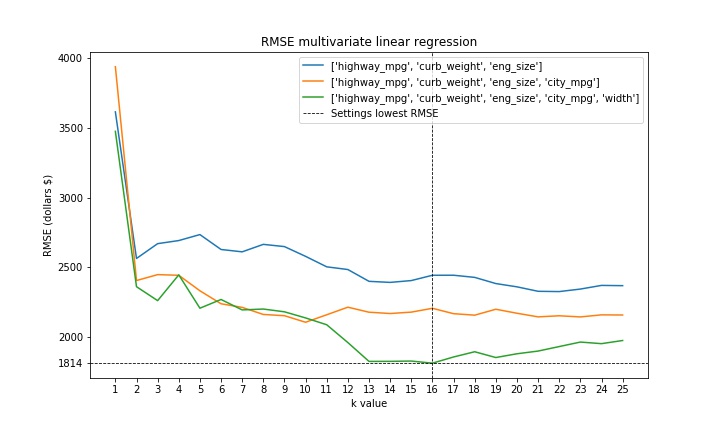 RMSE multivariate linear regression
['highway_mpg', 'curb_weight', 'eng_size']
['highway_mpg', 'curb_weight', 'eng_size', 'city_mpg']
['highway_mpg', 'curb_weight', 'eng_size', 'city_mpg', 'width']
Settings lowest RMSE
RMSE (dollars $)
4000
3500
3000
2500
2000
1814
1 2 3 4 5 6 7 8 9 10 11 12 13 14 15 16 17 18 19 20 21 22 23 24 25
k value